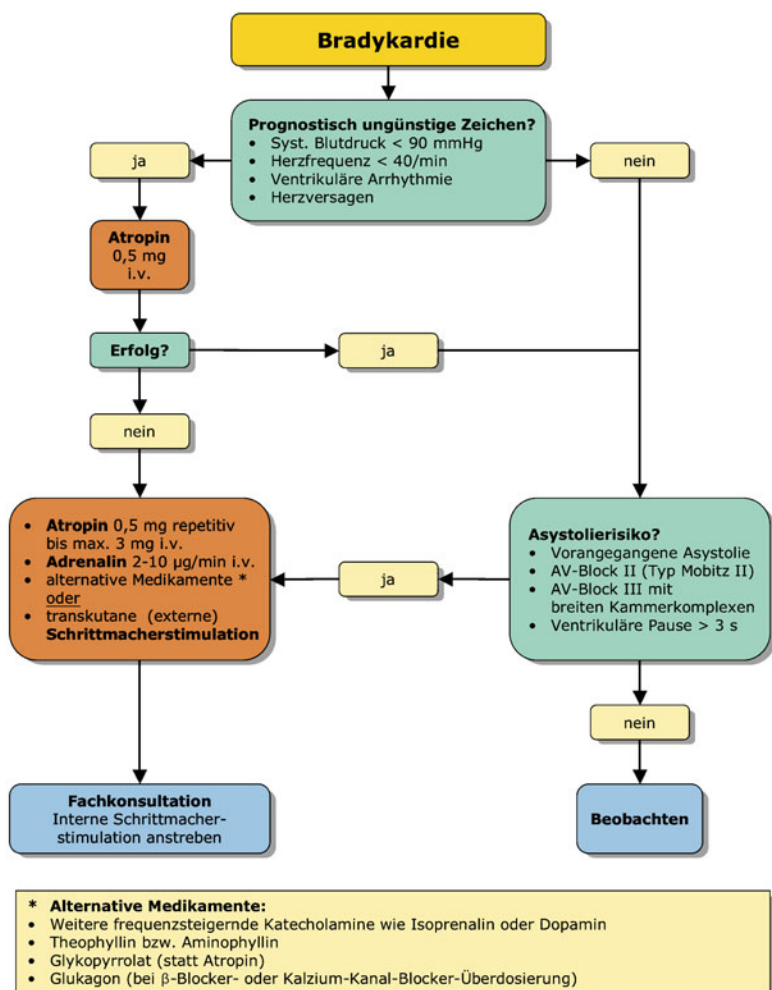 Bradykardie
Prognostisch ungünstige Zeichen?
• Syst. Blutdruck < 90 mmHg
• Herzfrequenz < 40/min
• Ventrikuläre Arrhythmie
• Herzversagen
ja
nein
Atropin
0,5 mg
i.v.
Erfolg?
ja
nein
• Atropin 0,5 mg repetitiv
bis max. 3 mg i.v.
• Adrenalin 2-10 µg/min i.v.
• alternative Medikamente *
oder
• transkutane (externe)
Schrittmacherstimulation
ja
Asystolierisiko?
• Vorangegangene Asystolie
• AV-Block II (Typ Mobitz II)
• AV-Block III mit
breiten Kammerkomplexen
• Ventrikuläre Pause > 3 s
nein
Fachkonsultation
Interne Schrittmacher-
stimulation anstreben
Beobachten
* Alternative Medikamente:
• Weitere frequenzsteigernde Katecholamine wie Isoprenalin oder Dopamin
• Theophyllin bzw. Aminophyllin
• Glykopyrrolat (statt Atropin)
• Glukagon (bei β-Blocker- oder Kalzium-Kanal-Blocker-Überdosierung)